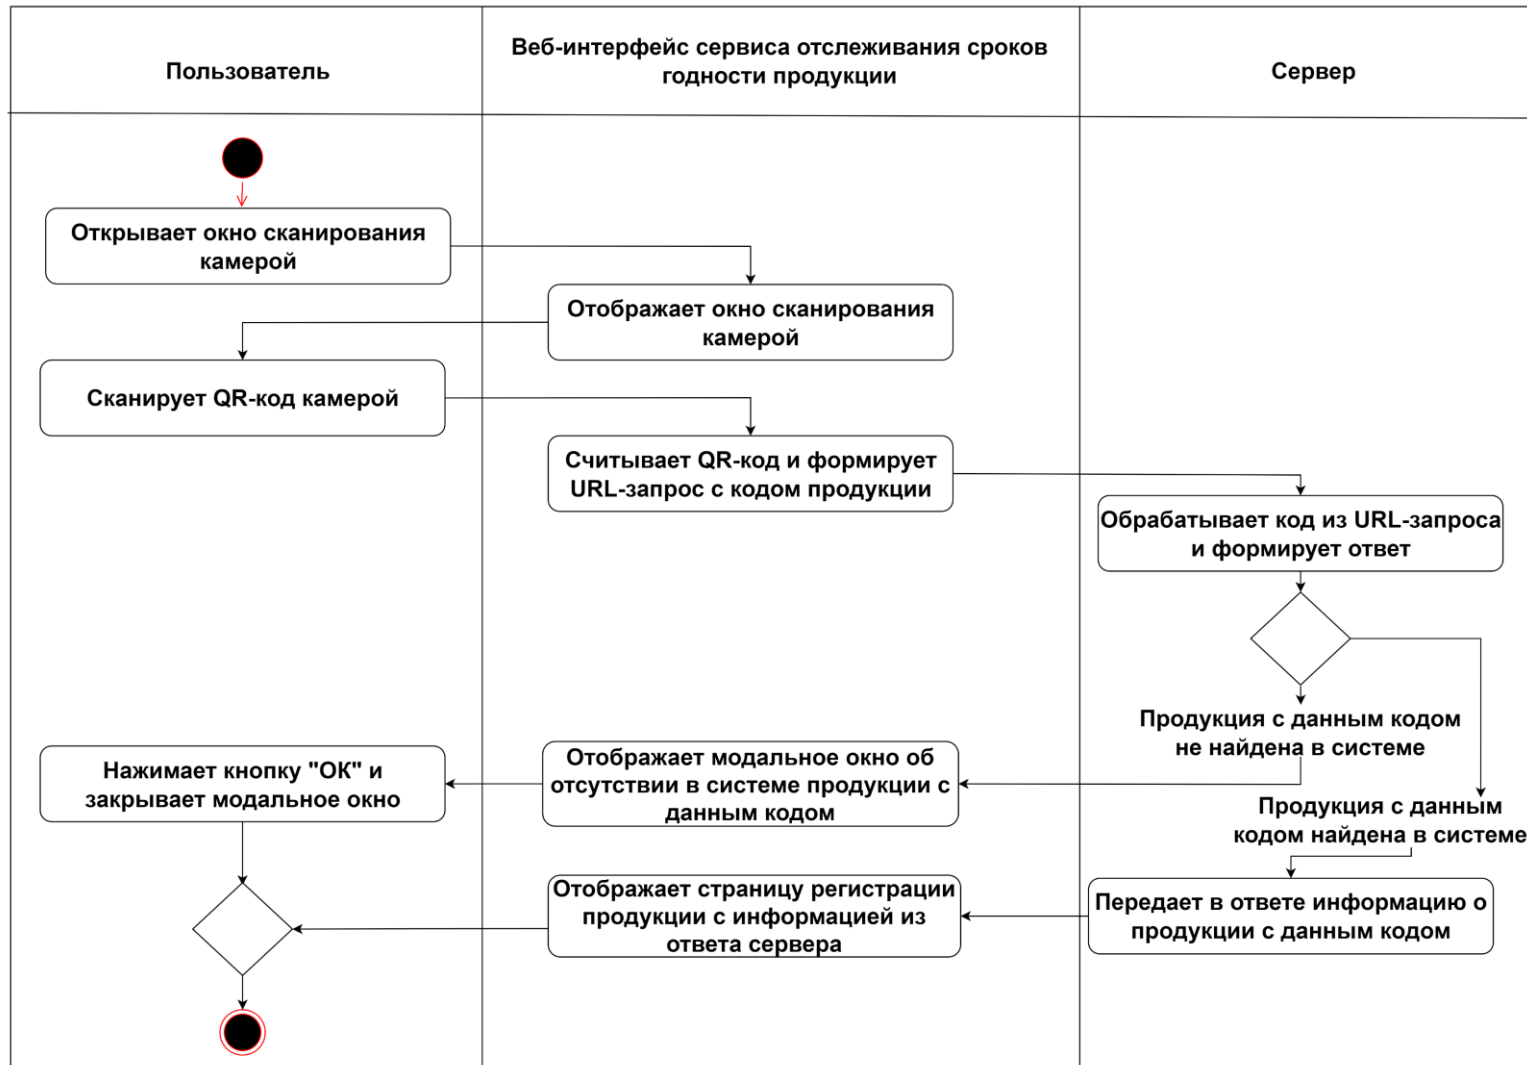 Пользователь
Веб-интерфейс сервиса отслеживания сроков
годности продукции
Сервер
Открывает окно сканирования
камерой
Отображает окно сканирования
камерой
Сканирует QR-код камерой
Считывает QR-код и формирует
URL-запрос с кодом продукции
Обрабатывает код из URL-запроса
и формирует ответ
Продукция с данным кодом
не найдена в системе
Отображает модальное окно об
отсутствии в системе продукции с
данным кодом
Нажимает кнопку "ОК" и
закрывает модальное окно
Продукция с данным
кодом найдена в системе
Передает в ответе информацию о
продукции с данным кодом
Отображает страницу регистрации
продукции с информацией из
ответа сервера